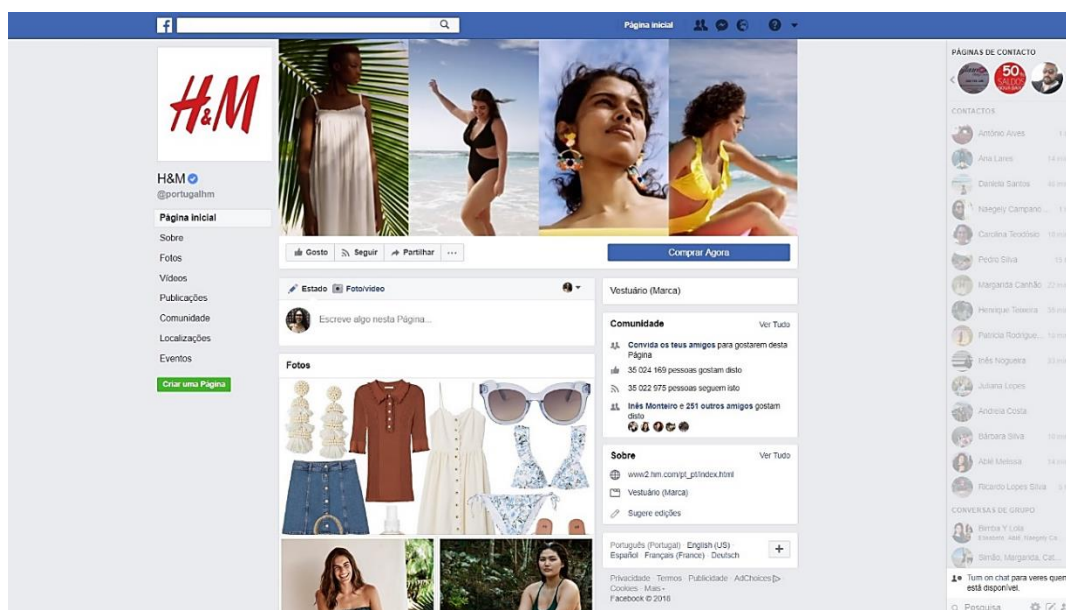 Página inicial
H&M
H&M
@portugalhm
Página inicial
Sobre
Fotos
Vídeos
Publicações
Comunidade
Localizações
Eventos
Criar uma Página
Gosto
Seguir
Partilhar
Comprar Agora
Estado
Foto/vídeo
Escreve algo nesta Página...
Fotos
Vestuário (Marca)
Comunidade
Ver Tudo
Convida os teus amigos para gostarem desta
Página
35 024 169 pessoas gostam disto
35 022 975 pessoas seguem isto
Inês Monteiro e 251 outros amigos gostam
disto
Sobre
Ver Tudo
www2.hm.com/pt_pt/index.html
Vestuário (Marca)
Sugere edições
Português (Portugal) · English (US) ·
Español · Français (France) · Deutsch
Privacidade · Termos · Publicidade · AdChoices
Cookies · Mais
Facebook © 2018
PÁGINAS DE CONTACTO
50%
SALDOS
CONTACTOS
António Alves
Ana Lares
Daniela Santos
Naegely Campano...
Carolina Teodósio
Pedro Silva
Margarida Canhão
Henrique Teixeira
Patrícia Rodrigue...
Inês Nogueira
Juliana Lopes
Andreia Costa
Bárbara Silva
Ablé Melissa
Ricardo Lopes Silva
CONVERSAS DE GRUPO
Bimba Y Lola
Simão, Margarida, Cat...
Turn on chat para veres quem
está disponível.
Pesquisa